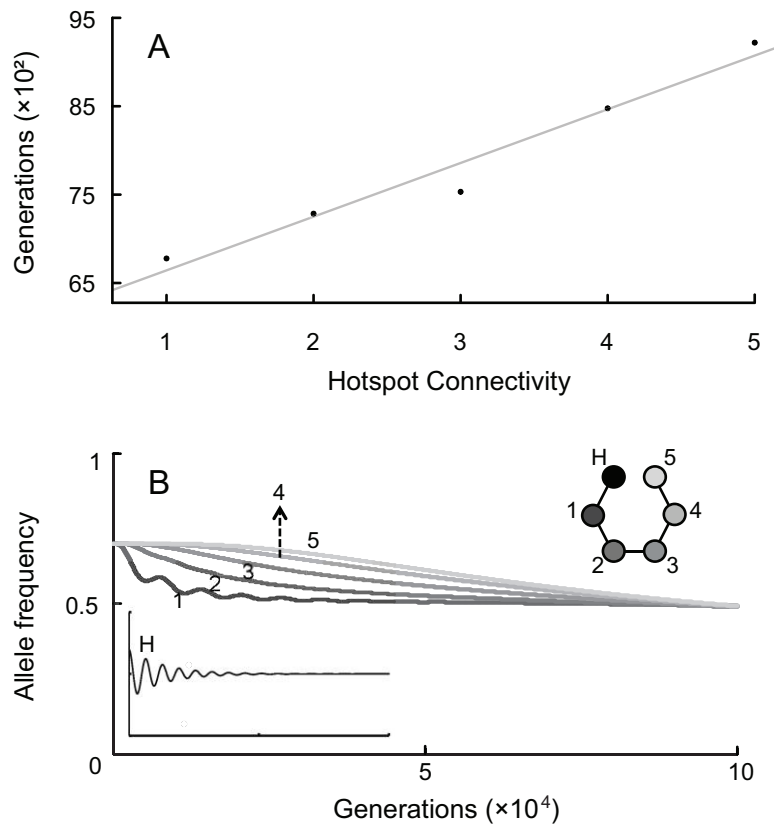 A
95
85
75
65
Generations (×10²)
1 2 3 4 5
Hotspot Connectivity
B
1
0.5
0
Allele frequency
4
5
3
2
1
H
H 5
1 4
2 3
5 10
Generations (×10⁴)